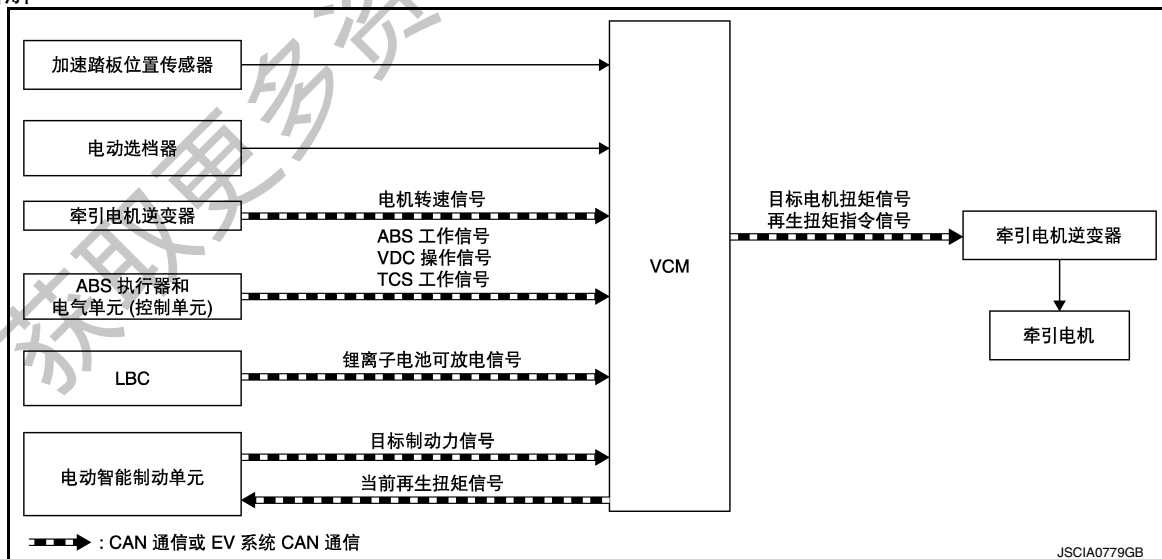 加速踏板位置传感器
电动选档器
牵引电机逆变器
电机转速信号
ABS 工作信号
VDC 操作信号
TCS 工作信号
ABS 执行器和
电气单元 (控制单元)
LBC
锂离子电池可放电信号
电动智能制动单元
目标制动力信号
当前再生扭矩信号
VCM
目标电机扭矩信号
再生扭矩指令信号
牵引电机逆变器
牵引电机
: CAN 通信或 EV 系统 CAN 通信
JSCIA0779GB
获取更多资